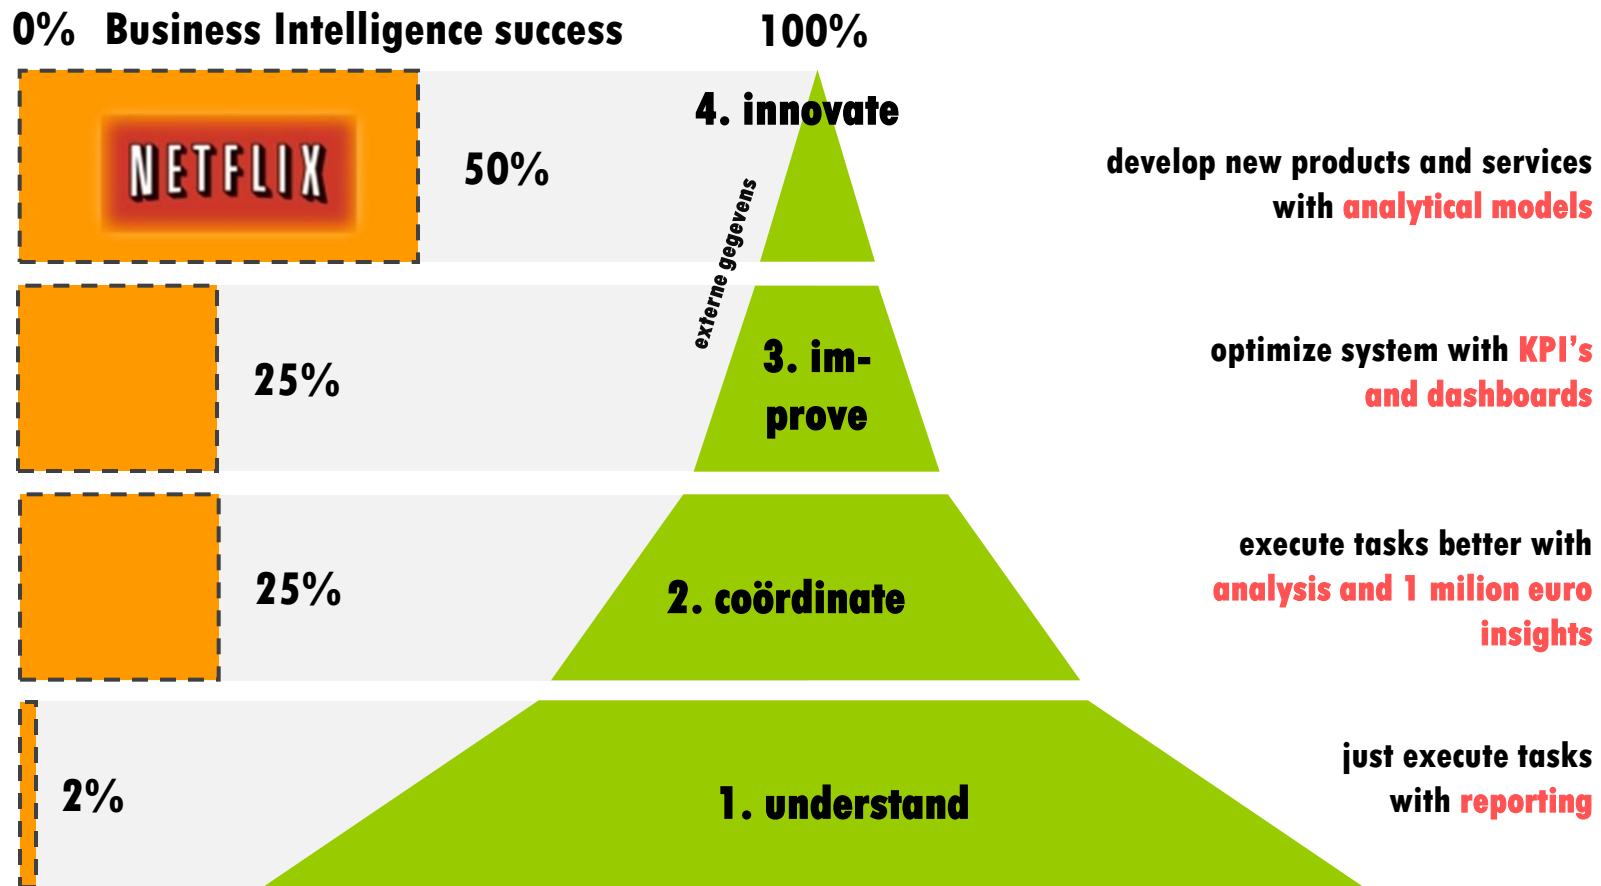 0% Business Intelligence success 100%
4. innovate
NETFLIX
50%
develop new products and services
with analytical models
externe gegevens
25%
3. im-
prove
optimize system with KPI's
and dashboards
25%
2. coördinate
execute tasks better with
analysis and 1 milion euro
insights
2%
1. understand
just execute tasks
with reporting